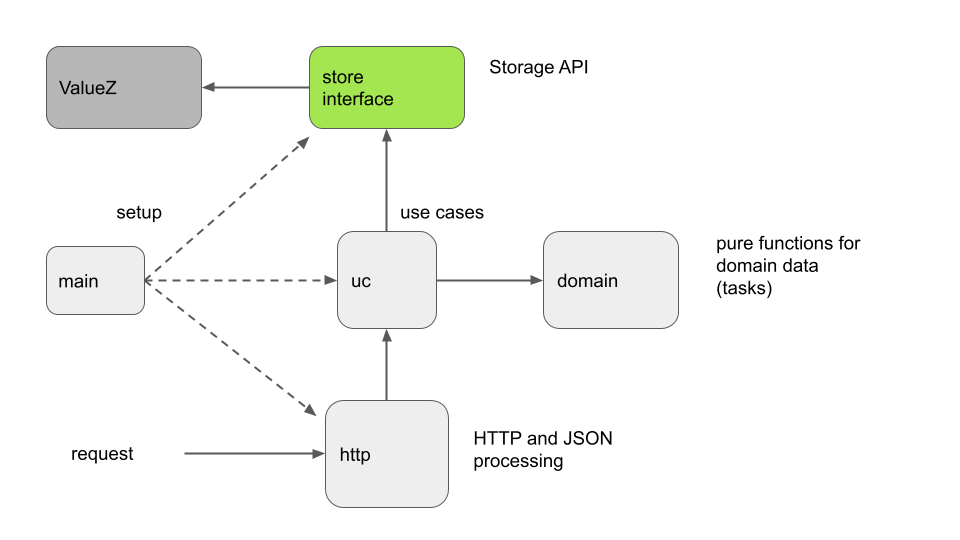 ValueZ
store
interface
Storage API
setup
use cases
main
uc
domain
pure functions for
domain data
(tasks)
request
http
HTTP and JSON
processing